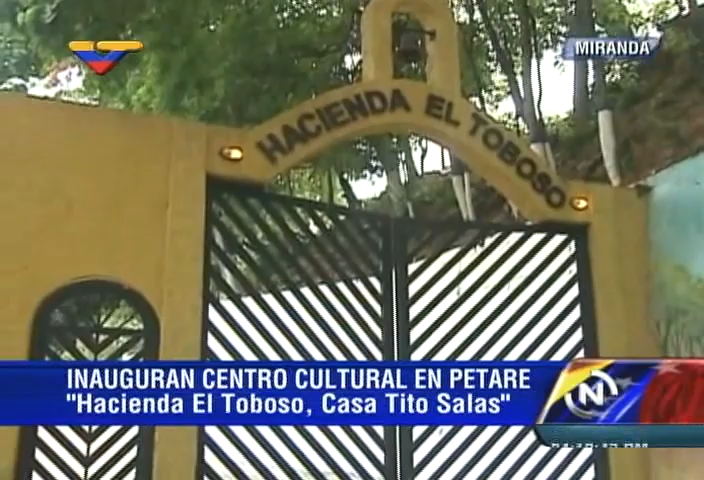 MIRANDA
HACIENDA EL TOBOSO
INAUGURAN CENTRO CULTURAL EN PETARE
"Hacienda El Toboso, Casa Tito Salas"
N